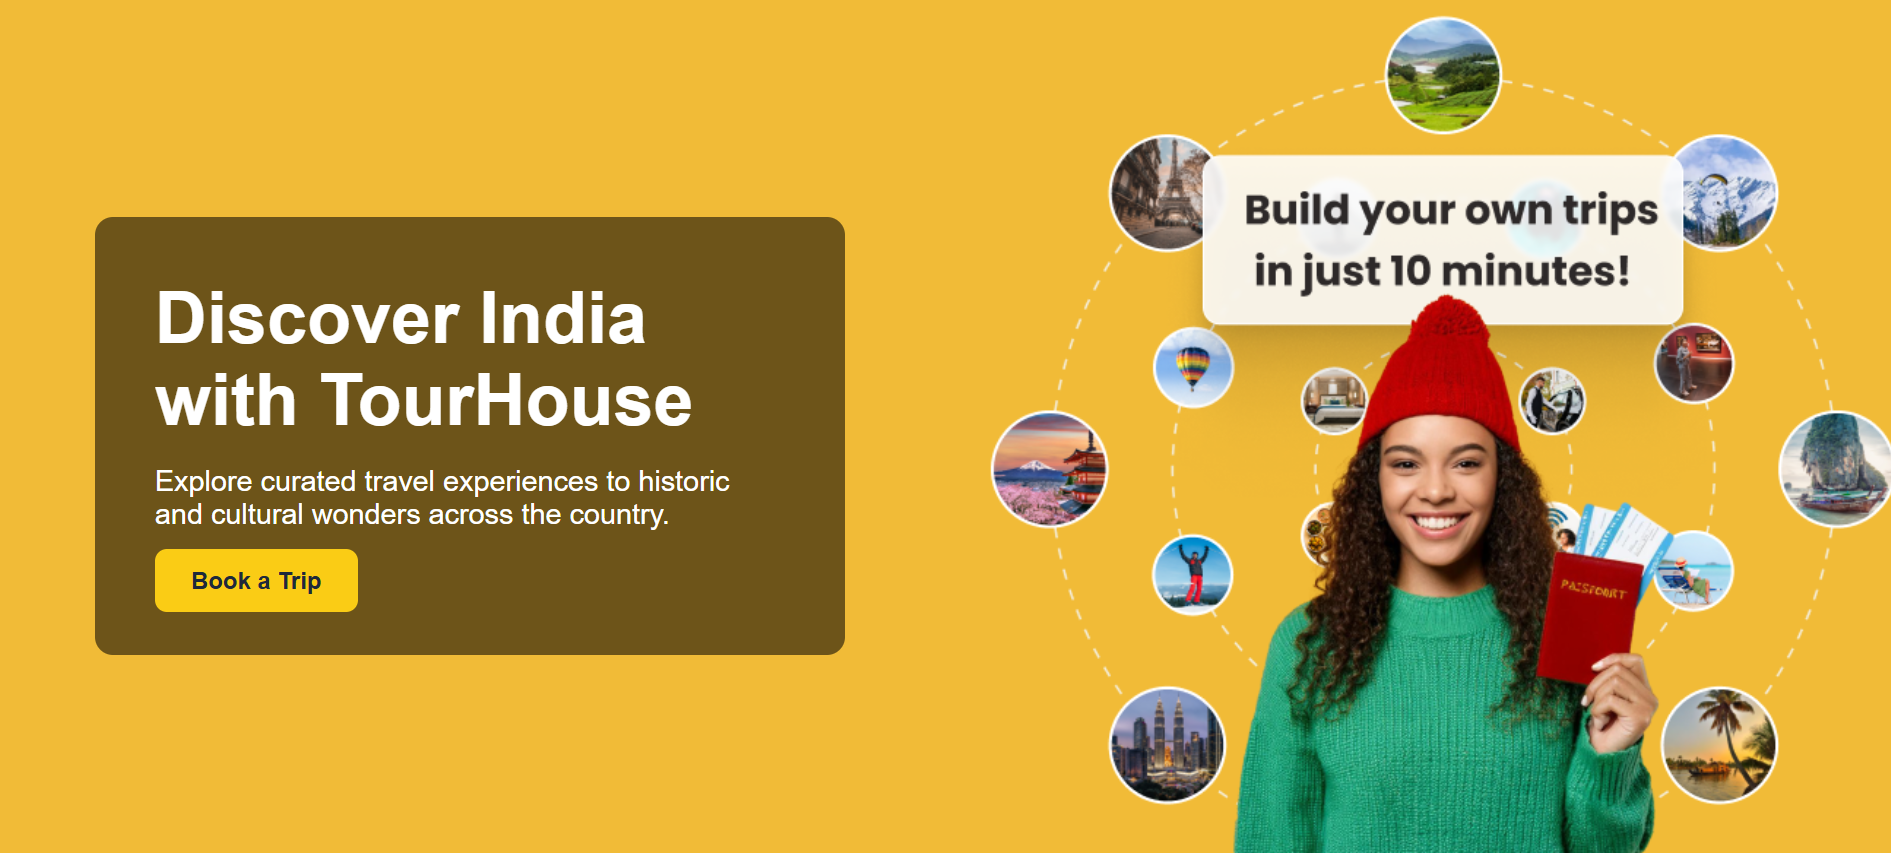 Discover India
with TourHouse
Explore curated travel experiences to historic
and cultural wonders across the country.
Book a Trip
Build your own trips
in just 10 minutes!
PASSPORT